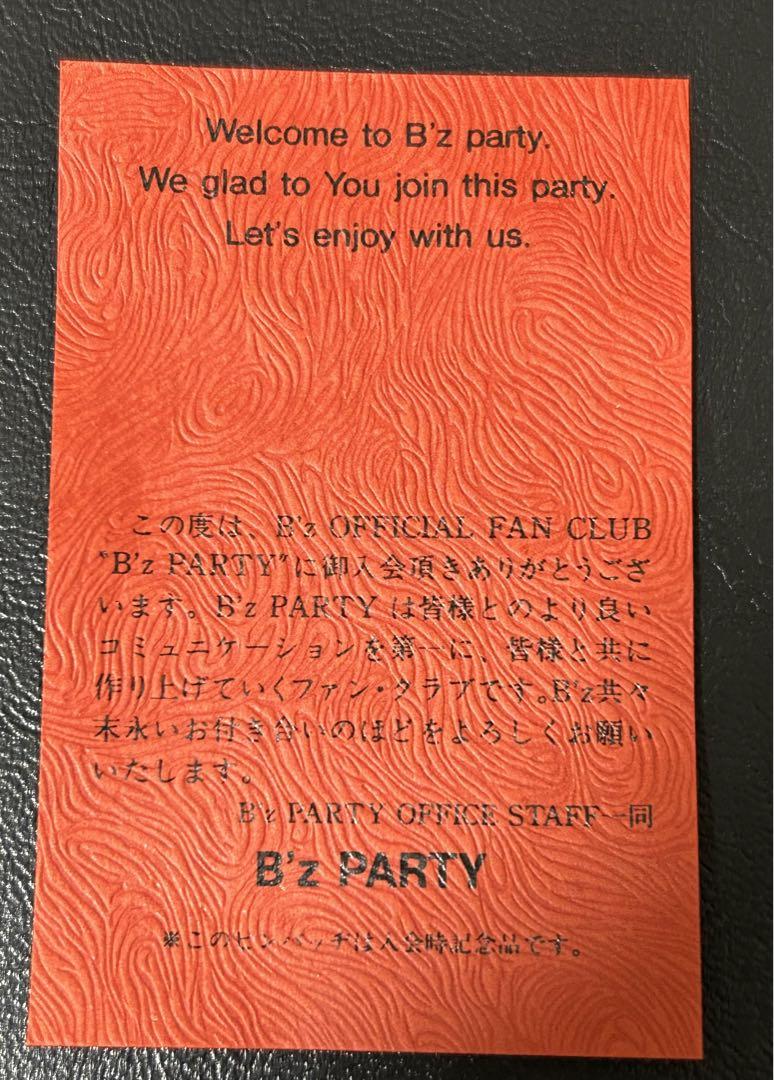 Welcome to B'z party.
We glad to You join this party.
Let's enjoy with us.
この度は、B'z OFFICIAL FAN CLUB
"B'z PARTY"に御入会頂きありがとうござ
います。B'z PARTY は皆様とのより良い
コミュニケーションを第一に、皆様と共に
作り上げていくファン・クラブです。B'z共々
末永いお付き合いのほどをよろしくお願い
いたします。
B'z PARTY OFFICE STAFF一同
B'z PARTY
※このピンバッヂは入会時記念品です。